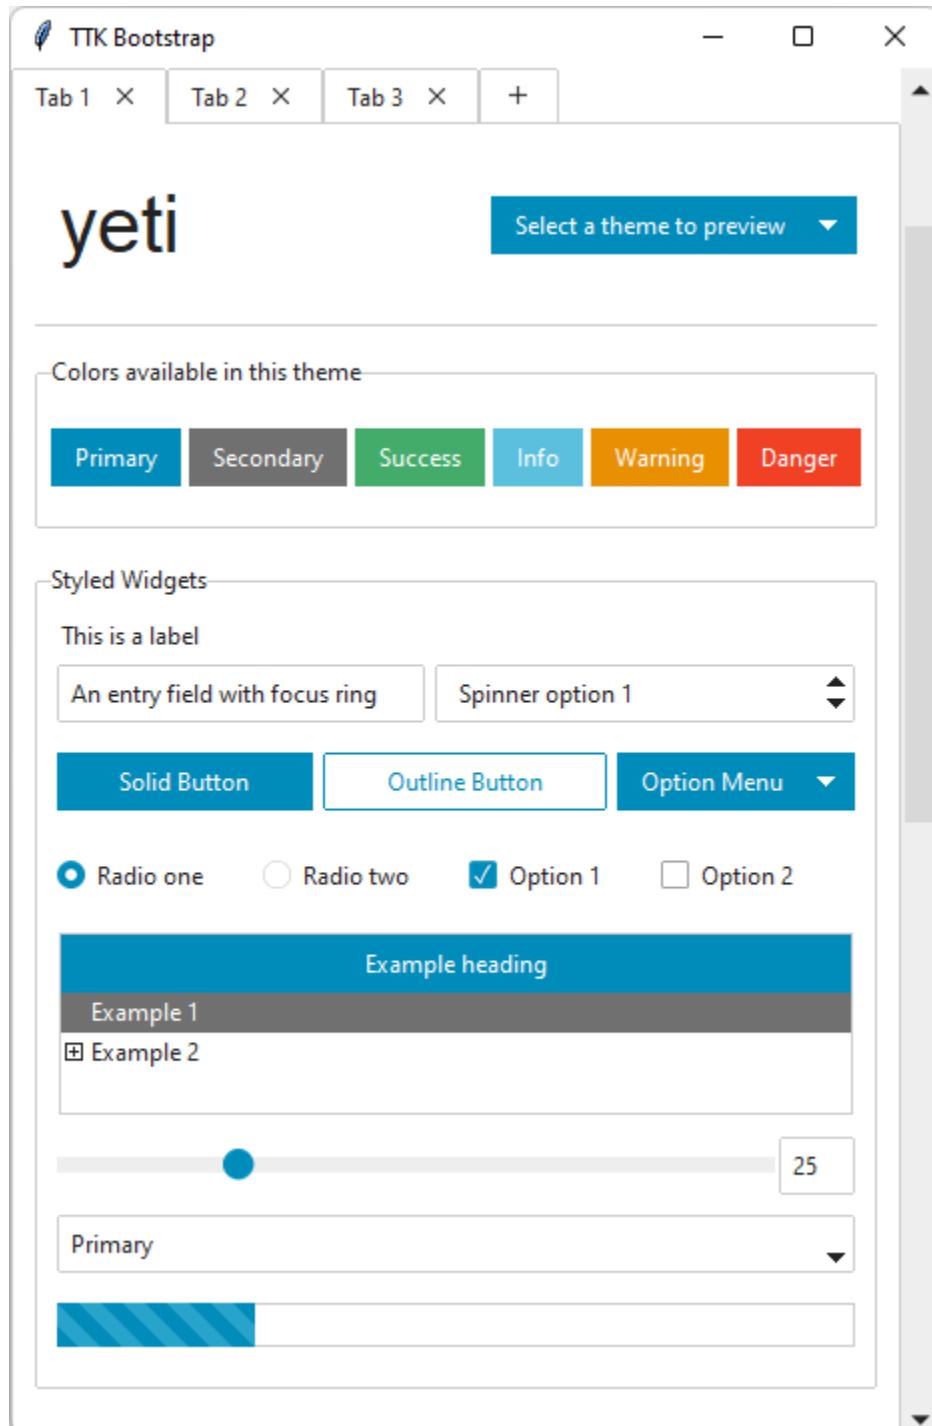 TTK Bootstrap
Tab 1 Tab 2 Tab 3 +
yeti
Select a theme to preview
Colors available in this theme
Primary Secondary Success Info Warning Danger
Styled Widgets
This is a label
An entry field with focus ring Spinner option 1
Solid Button Outline Button Option Menu
Radio one Radio two Option 1 Option 2
Example heading
Example 1
Example 2
25
Primary